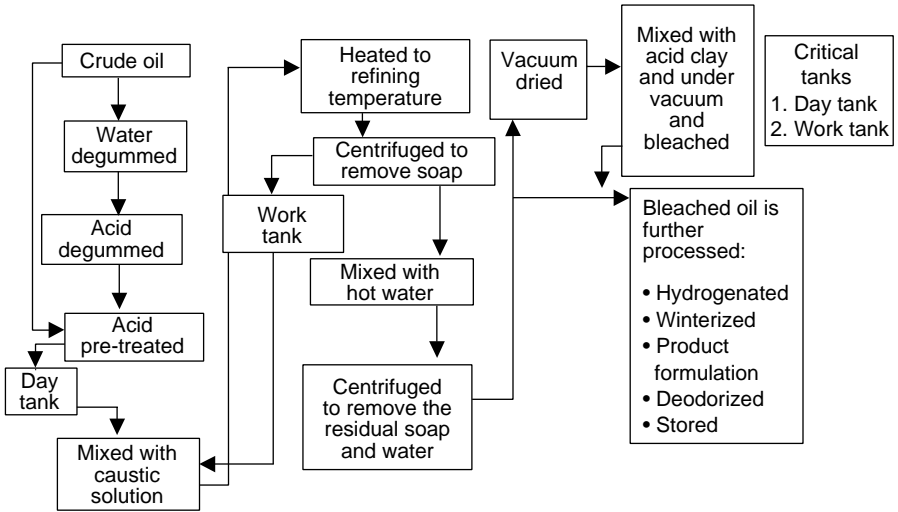 Crude oil
Water
degummed
Acid
degummed
Acid
pre-treated
Day
tank
Mixed with
caustic
solution
Heated to
refining
temperature
Centrifuged to
remove soap
Work
tank
Mixed with
hot water
Centrifuged
to remove the
residual soap
and water
Vacuum
dried
Mixed with
acid clay
and under
vacuum
and
bleached
Bleached oil is
further
processed:
• Hydrogenated
• Winterized
• Product
formulation
• Deodorized
• Stored
Critical
tanks
1. Day tank
2. Work tank